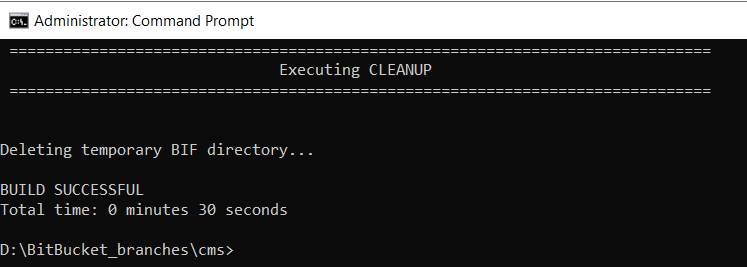 Administrator: Command Prompt
==============================================================================
Executing CLEANUP
==============================================================================
Deleting temporary BIF directory...
BUILD SUCCESSFUL
Total time: 0 minutes 30 seconds
D:\BitBucket_branches\cms>